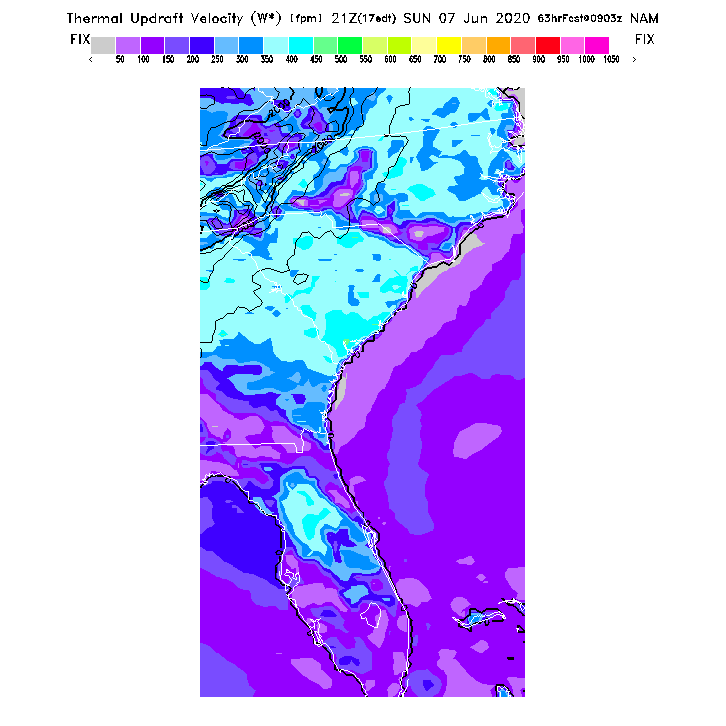 Thermal Updraft Velocity (W*) [fpm] 21Z(17edt) SUN 07 Jun 2020 63hrFcst@0903z NAM
FIX FIX
< 50 100 150 200 250 300 350 400 450 500 550 600 650 700 750 800 850 900 950 1000 1050 >